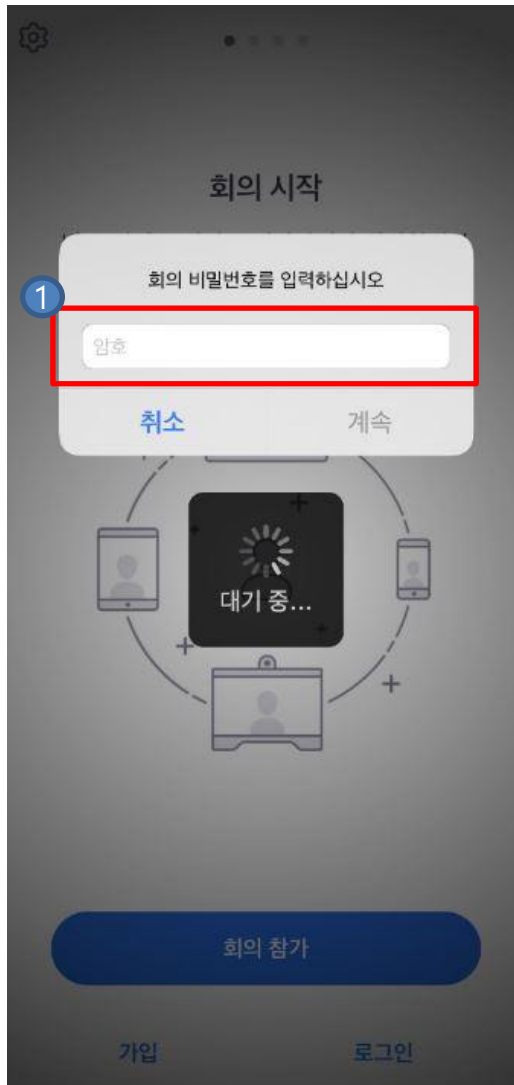 회의 시작
회의 비밀번호를 입력하십시오
1
암호
취소 계속
대기 중...
회의 참가
가입 로그인